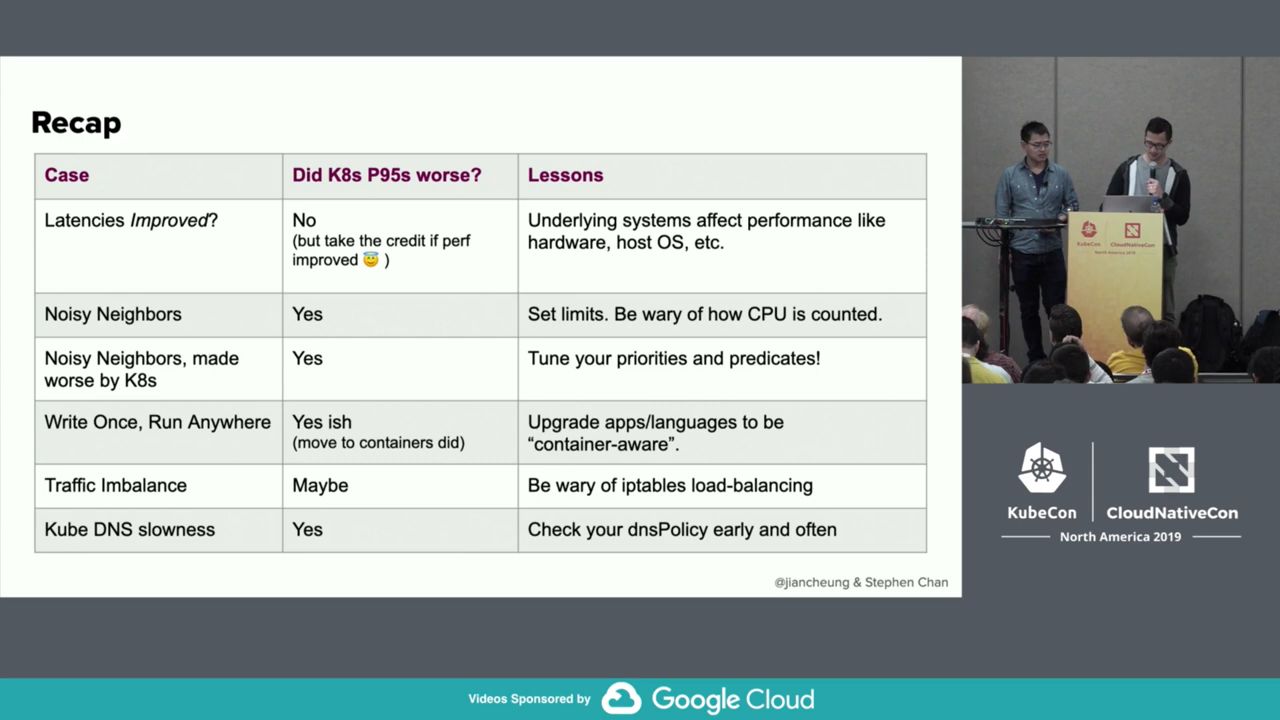 Recap
Case
Did K8s P95s worse?
Lessons
Latencies Improved?
No
(but take the credit if perf
improved 😇 )
Underlying systems affect performance like
hardware, host OS, etc.
Noisy Neighbors
Yes
Set limits. Be wary of how CPU is counted.
Noisy Neighbors, made
worse by K8s
Yes
Tune your priorities and predicates!
Write Once, Run Anywhere
Yes ish
(move to containers did)
Upgrade apps/languages to be
“container-aware”.
Traffic Imbalance
Maybe
Be wary of iptables load-balancing
Kube DNS slowness
Yes
Check your dnsPolicy early and often
@jiancheung & Stephen Chan
KubeCon
CloudNativeCon
North America 2019
KubeCon
CloudNativeCon
North America 2019
Videos Sponsored by
Google Cloud